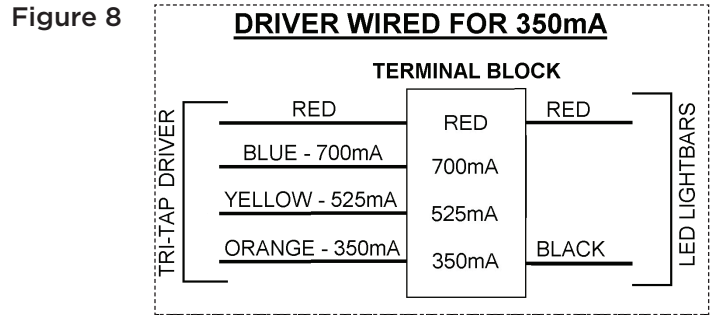 Figure 8
DRIVER WIRED FOR 350mA
TERMINAL BLOCK
TRI-TAP DRIVER
RED
BLUE - 700mA
YELLOW - 525mA
ORANGE - 350mA
RED
700mA
525mA
350mA
RED
BLACK
LED LIGHTBARS